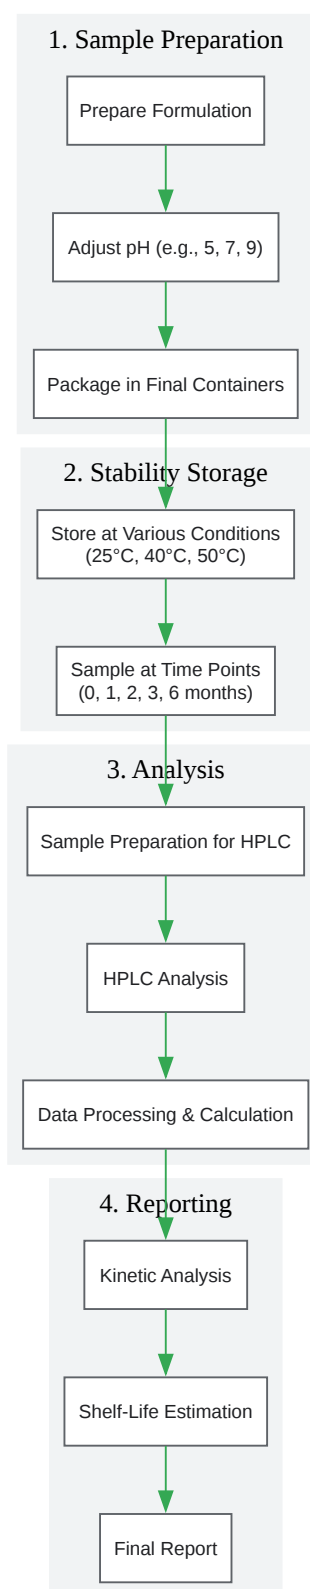 1. Sample Preparation
Prepare Formulation
Adjust pH (e.g., 5, 7, 9)
Package in Final Containers
2. Stability Storage
Store at Various Conditions
(25°C, 40°C, 50°C)
Sample at Time Points
(0, 1, 2, 3, 6 months)
3. Analysis
Sample Preparation for HPLC
HPLC Analysis
Data Processing & Calculation
4. Reporting
Kinetic Analysis
Shelf-Life Estimation
Final Report